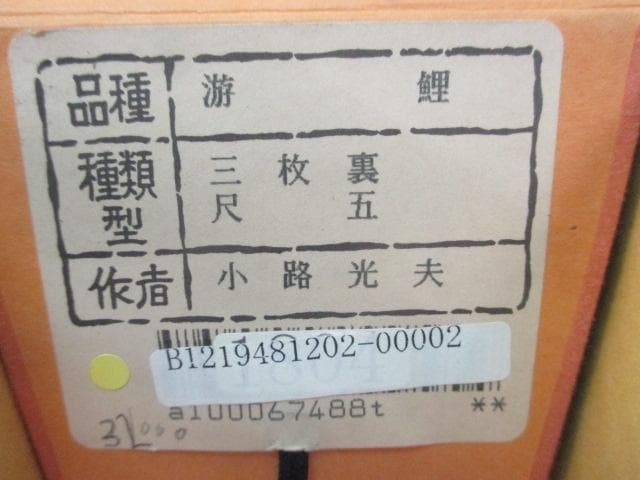 品種 游 鯉
種類 三枚裏
型 尺五
作者 小路光夫
B1219481202-00002
a100067488t **
32000